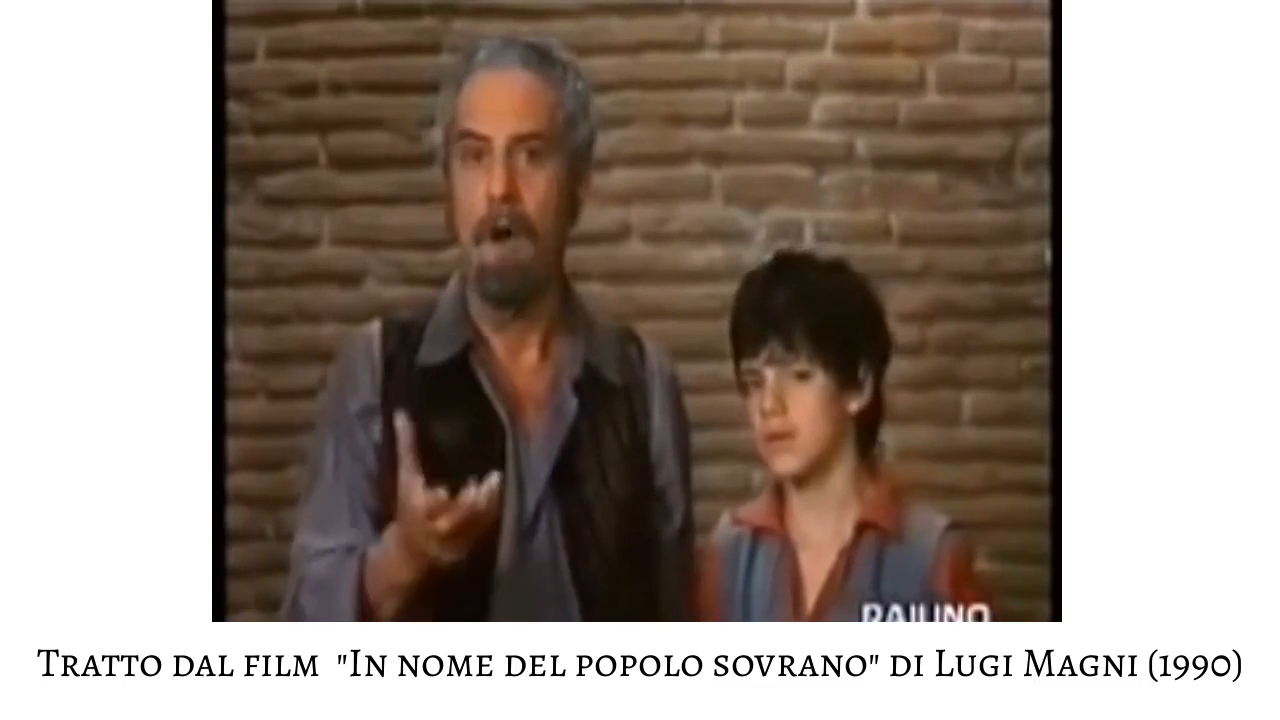 RAIUNO
Tratto dal film "In nome del popolo sovrano" di Lugi Magni (1990)